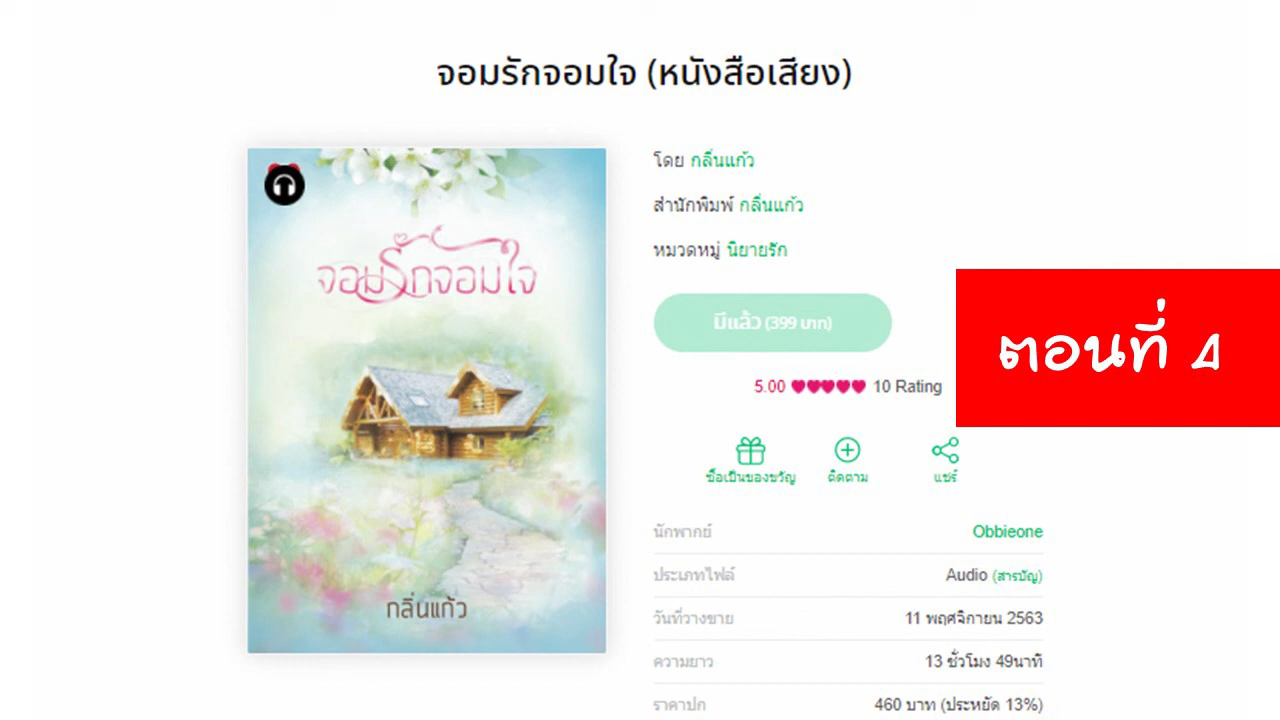 จอมรักจอมใจ (หนังสือเสียง)
จอมรักจอมใจ
กลิ่นแก้ว
โดย กลิ่นแก้ว
สำนักพิมพ์ กลิ่นแก้ว
หมวดหมู่ นิยายรัก
มีแล้ว (399 บาท)
ตอนที่ 4
5.00 10 Rating
ซื้อเป็นของขวัญ ติดตาม แชร์
นักพากย์ Obbieone
ประเภทไฟล์ Audio (สารบัญ)
วันที่วางขาย 11 พฤศจิกายน 2563
ความยาว 13 ชั่วโมง 49นาที
ราคาปก 460 บาท (ประหยัด 13%)